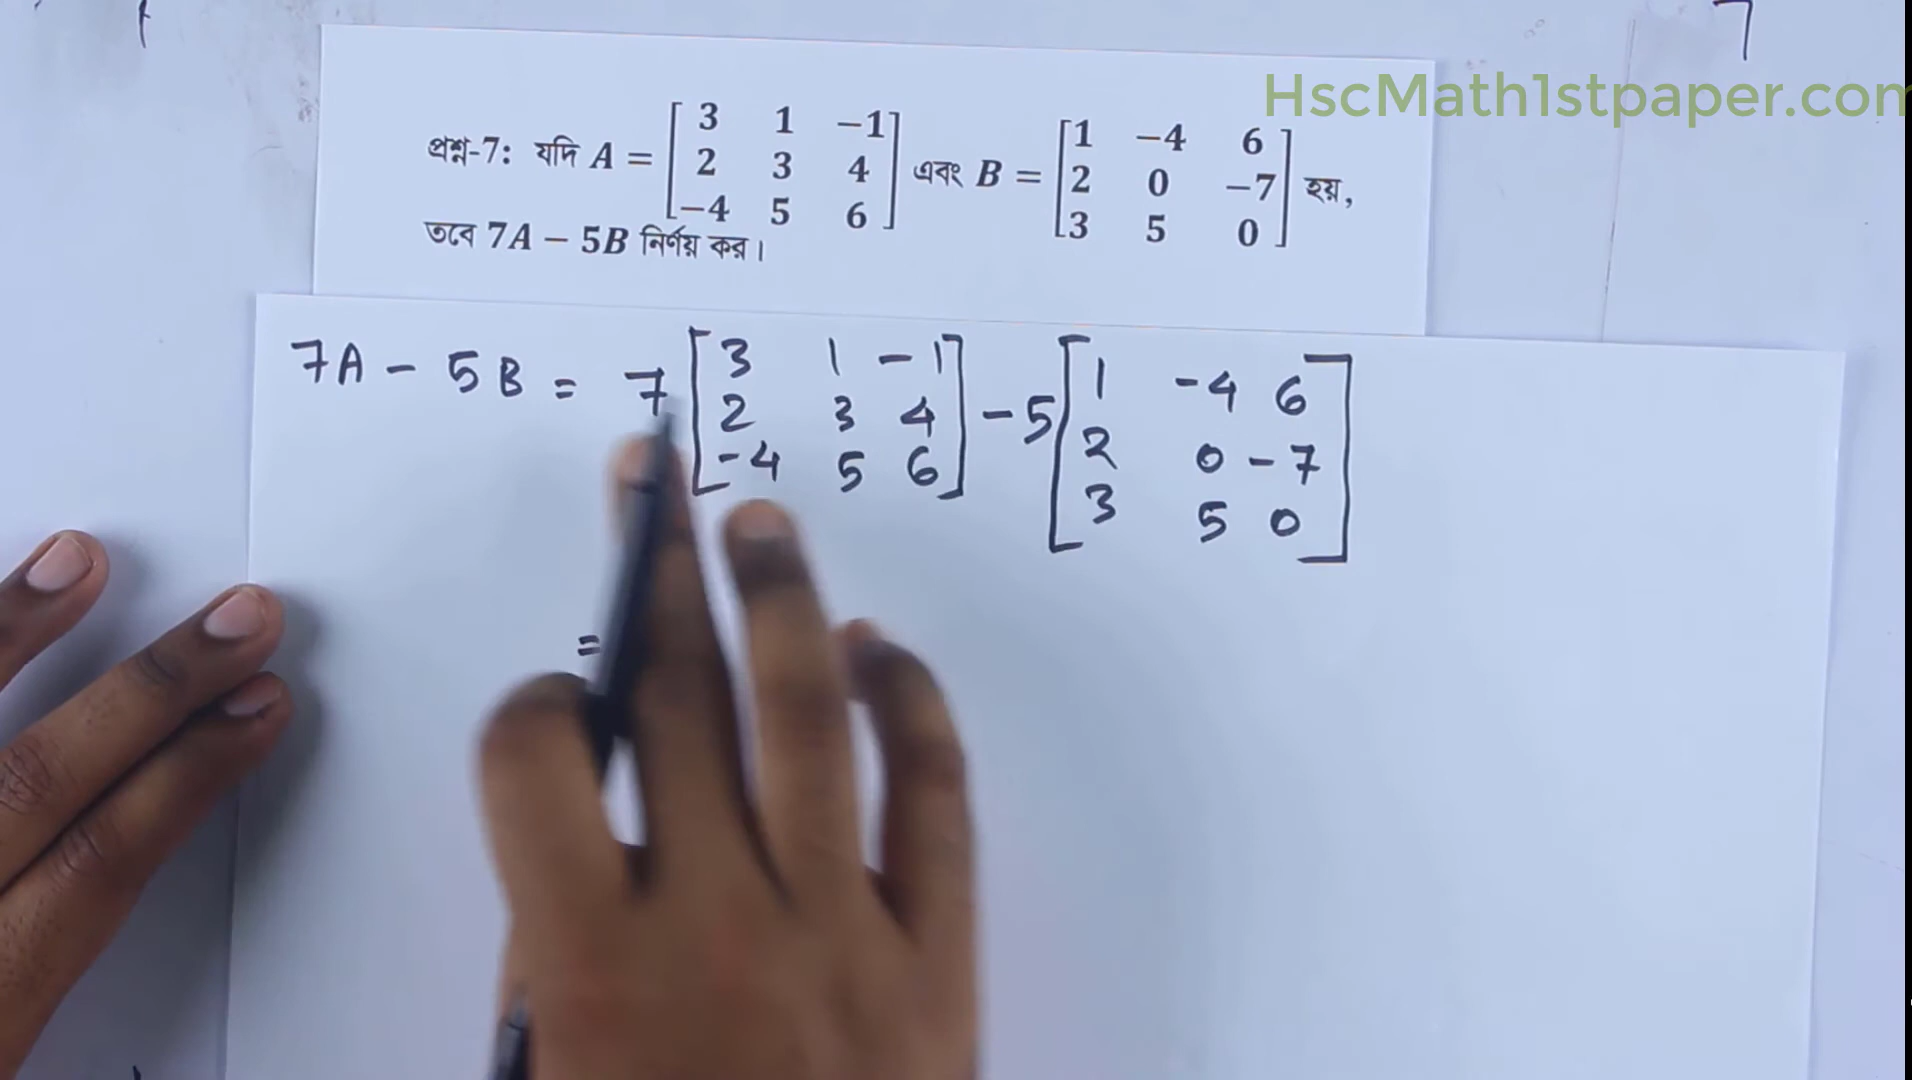 HscMath1stpaper.com
প্রশ্ন-7: যদি A = [3 1 −1
2 3 4
−4 5 6] এবং B = [1 −4 6
2 0 −7
3 5 0] হয়,
তবে 7A − 5B নির্ণয় কর।
7A - 5B = 7 [3 1 -1
2 3 4
-4 5 6] - 5 [1 -4 6
2 0 -7
3 5 0]
=